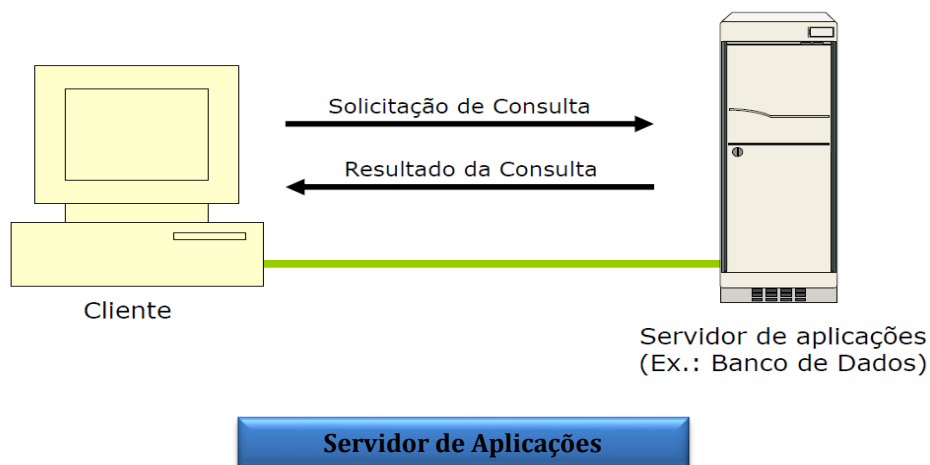 Solicitação de Consulta
Resultado da Consulta
Cliente
Servidor de aplicações
(Ex.: Banco de Dados)
Servidor de Aplicações